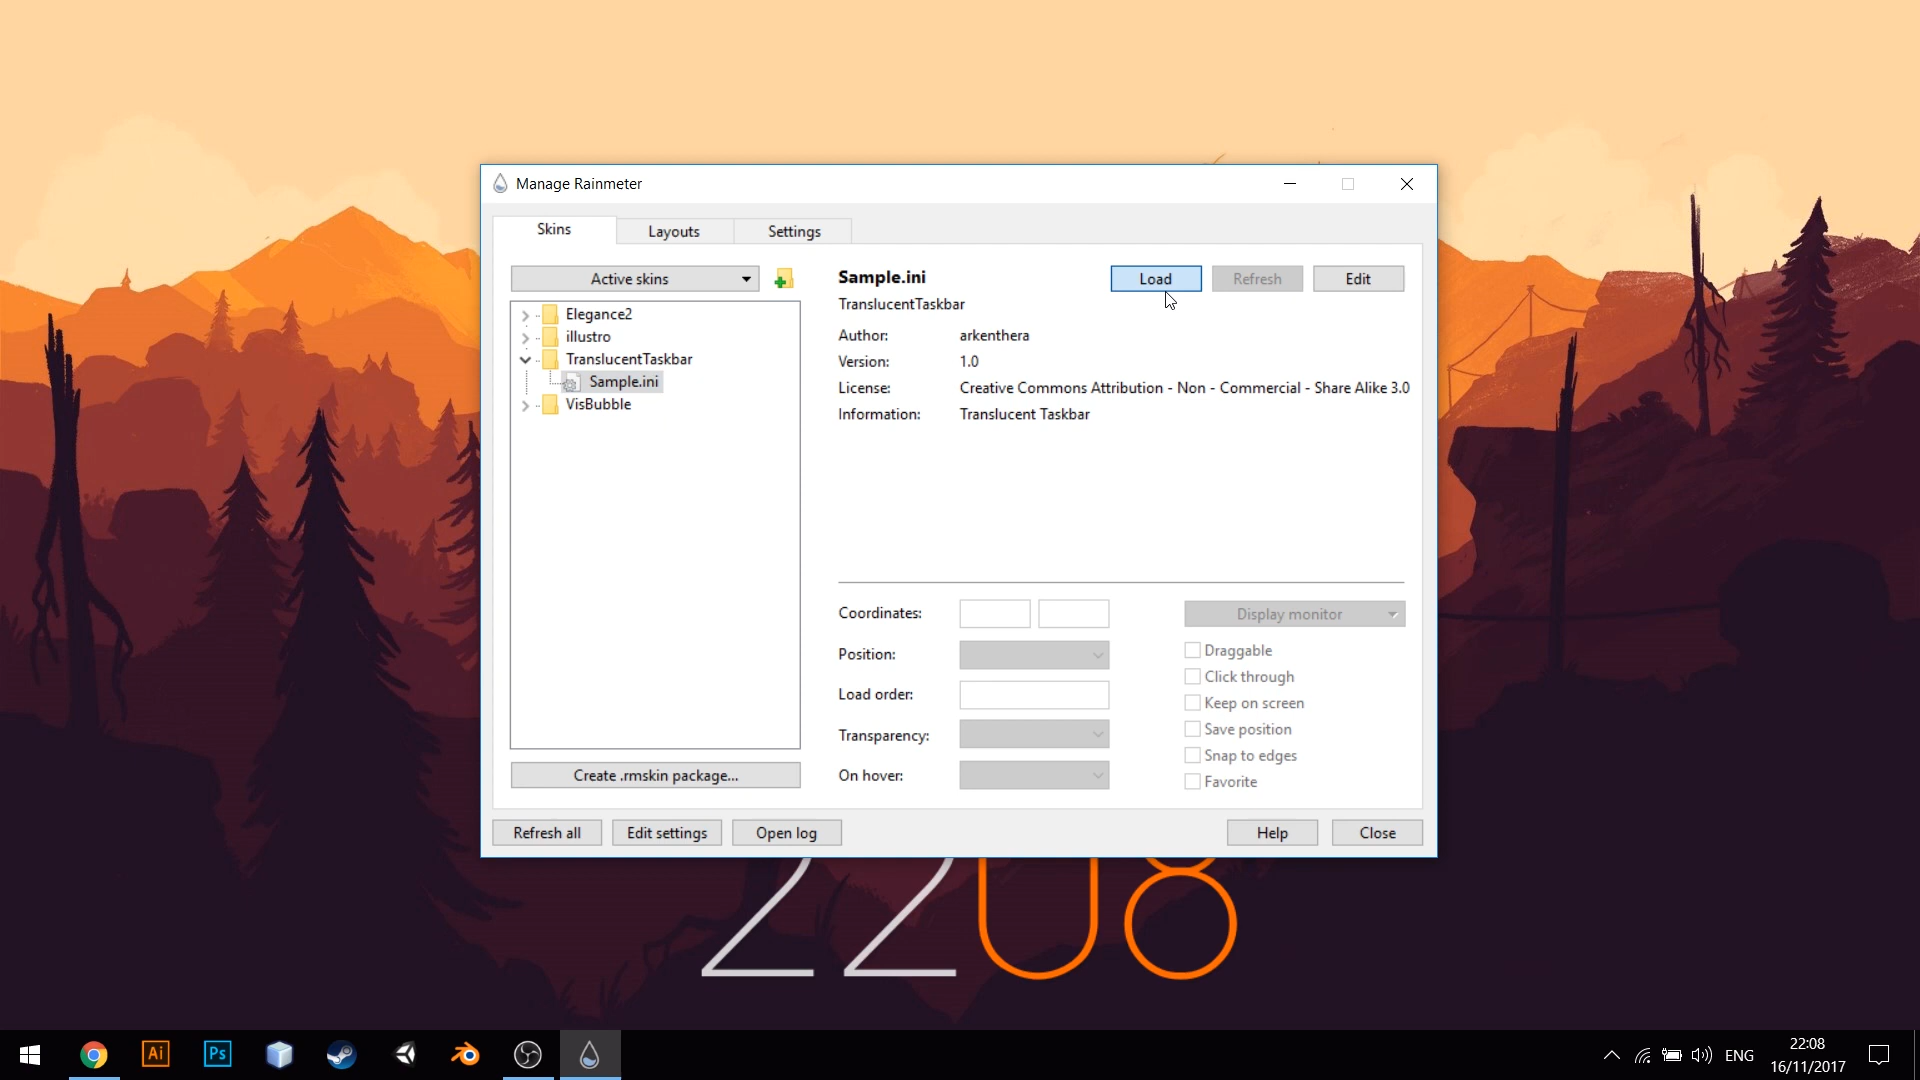 Manage Rainmeter
Skins
Layouts
Settings
Active skins
Elegance2
illustro
TranslucentTaskbar
Sample.ini
VisBubble
Create .rmskin package...
Sample.ini
Load
Refresh
Edit
TranslucentTaskbar
Author: arkenthera
Version: 1.0
License: Creative Commons Attribution - Non - Commercial - Share Alike 3.0
Information: Translucent Taskbar
Coordinates:
Position:
Load order:
Transparency:
On hover:
Display monitor
Draggable
Click through
Keep on screen
Save position
Snap to edges
Favorite
Refresh all
Edit settings
Open log
Help
Close
2208
Ai
Ps
ENG
22:08
16/11/2017